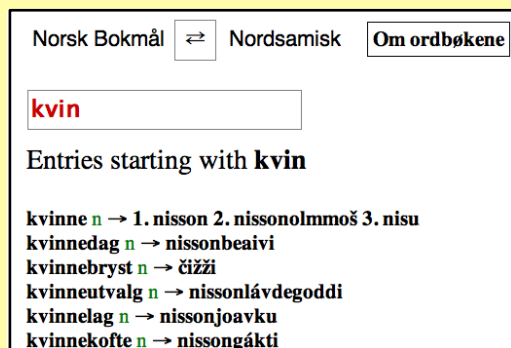 Norsk Bokmål ⇄ Nordsamisk Om ordbøkene
kvin
Entries starting with kvin
kvinne n → 1. nisson 2. nissonolmmoš 3. nisu
kvinnedag n → nissonbeaivi
kvinnebryst n → čižži
kvinneutvalg n → nissonlávdegoddi
kvinnelag n → nissonjoavku
kvinnekofte n → nissongákti